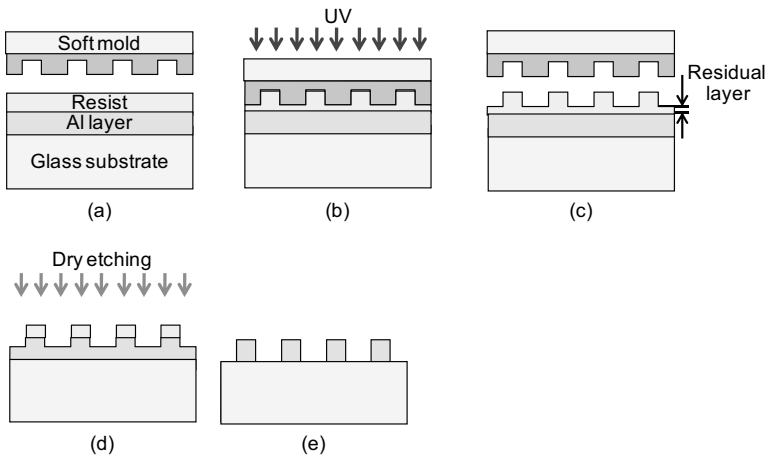 Soft mold
Resist
Al layer
Glass substrate
(a)
UV
(b)
Residual
layer
(c)
Dry etching
(d)
(e)